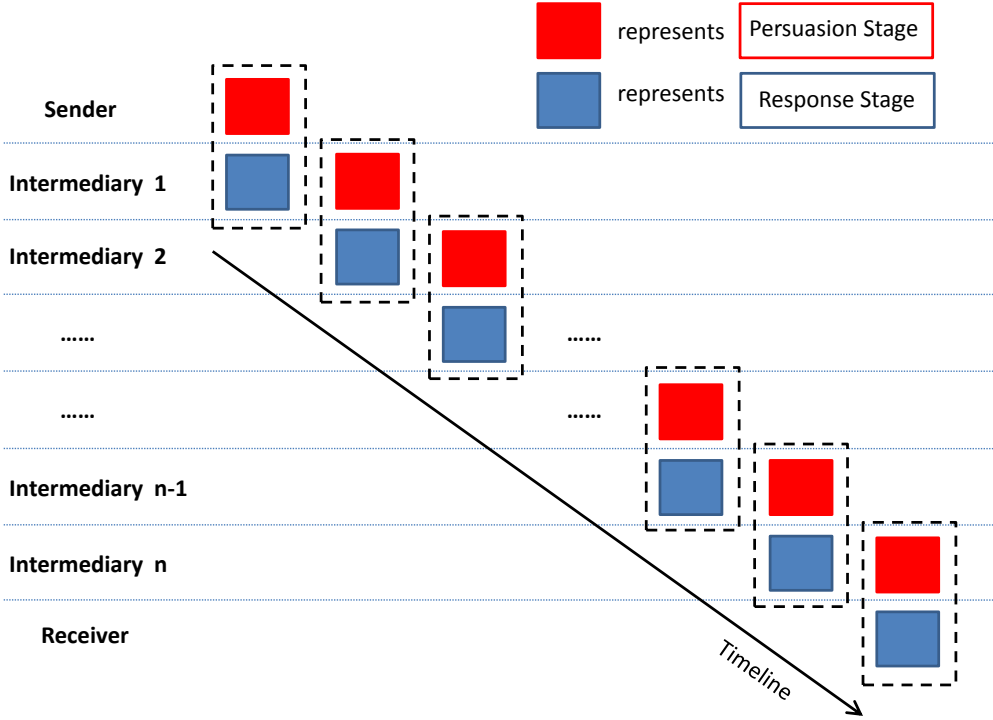 represents Persuasion Stage
represents Response Stage
Sender
Intermediary 1
Intermediary 2
...... ......
...... ......
Intermediary n-1
Intermediary n
Receiver
Timeline